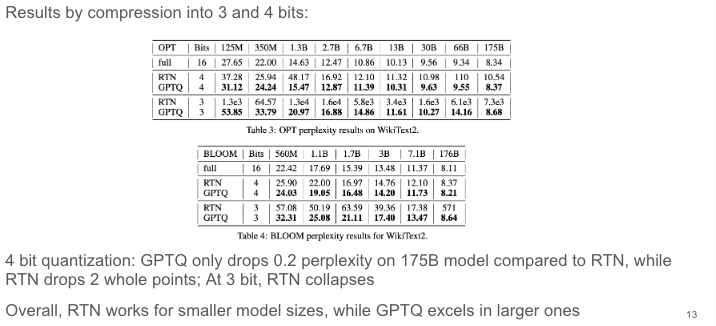 Results by compression into 3 and 4 bits:
OPT | Bits | 125M 350M 1.3B 2.7B 6.7B 13B 30B 66B 175B
full | 16 | 27.65 22.00 14.63 12.47 10.86 10.13 9.56 9.34 8.34
RTN | 4 | 37.28 25.94 48.17 16.92 12.10 11.32 10.98 110 10.54
GPTQ | 4 | 31.12 24.24 15.47 12.87 11.39 10.31 9.63 9.55 8.37
RTN | 3 | 1.3e3 64.57 1.3e4 1.6e4 5.8e3 3.4e3 1.6e3 6.1e3 7.3e3
GPTQ | 3 | 53.85 33.79 20.97 16.88 14.86 11.61 10.27 14.16 8.68
Table 3: OPT perplexity results on WikiText2.
BLOOM | Bits | 560M 1.1B 1.7B 3B 7.1B 176B
full | 16 | 22.42 17.69 15.39 13.48 11.37 8.11
RTN | 4 | 25.90 22.00 16.97 14.76 12.10 8.37
GPTQ | 4 | 24.03 19.05 16.48 14.20 11.73 8.21
RTN | 3 | 57.08 50.19 63.59 39.36 17.38 571
GPTQ | 3 | 32.31 25.08 21.11 17.40 13.47 8.64
Table 4: BLOOM perplexity results for WikiText2.
4 bit quantization: GPTQ only drops 0.2 perplexity on 175B model compared to RTN, while
RTN drops 2 whole points; At 3 bit, RTN collapses
Overall, RTN works for smaller model sizes, while GPTQ excels in larger ones
13